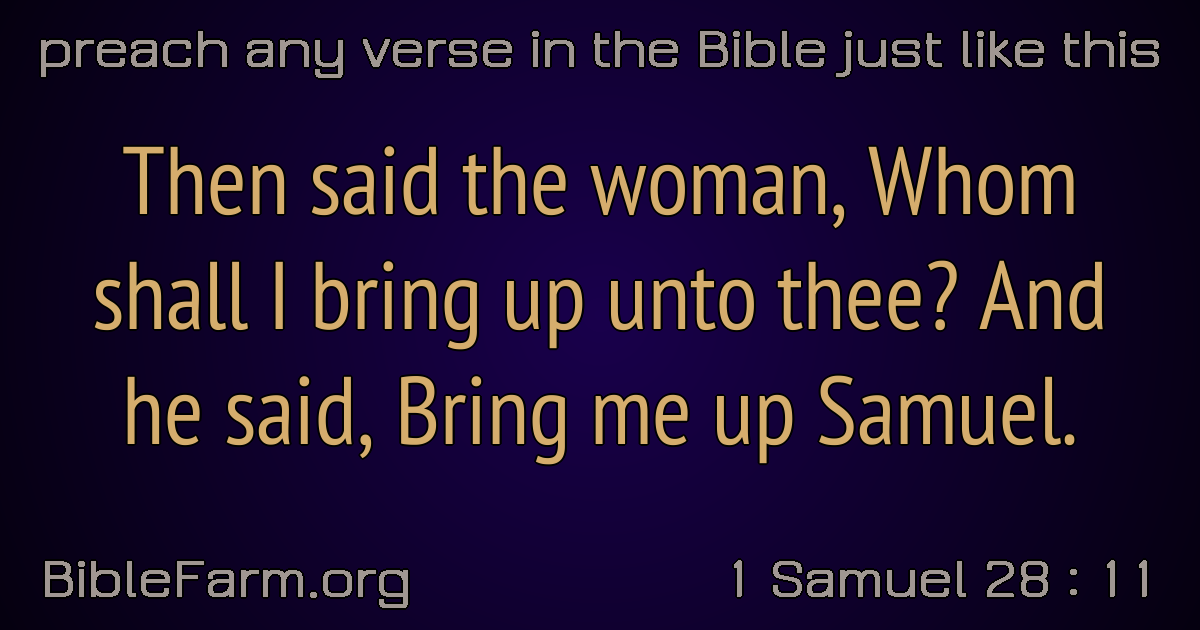 preach any verse in the Bible just like this
Then said the woman, Whom
shall I bring up unto thee? And
he said, Bring me up Samuel.
BibleFarm.org
1 Samuel 28 : 11